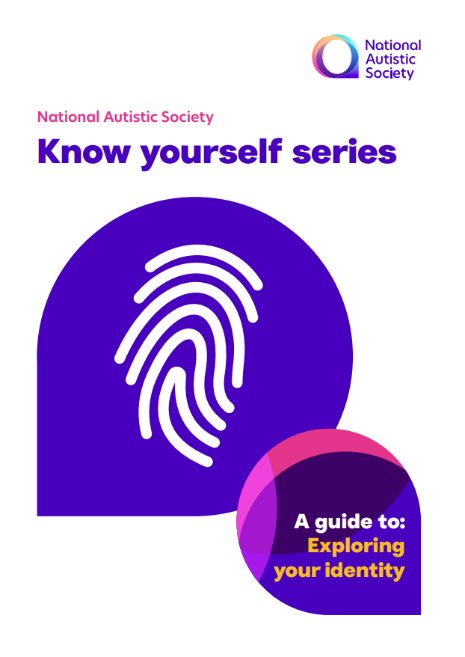 National
Autistic
Society
National Autistic Society
Know yourself series
A guide to:
Exploring
your identity